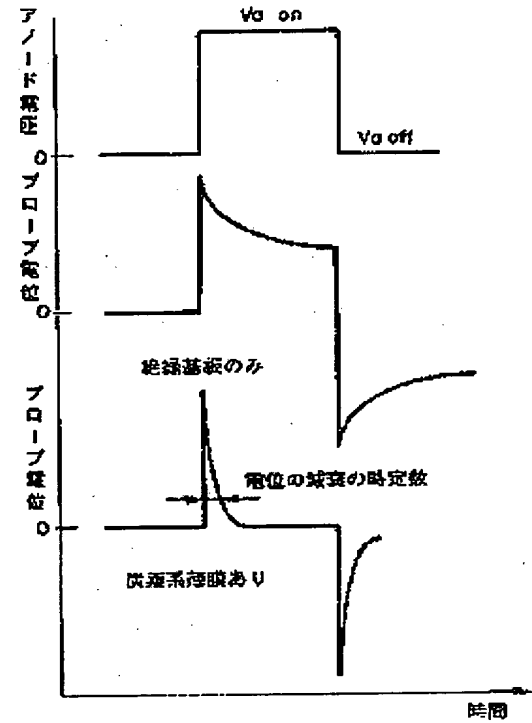 Va on
アノード電圧
Va off
0
プローブ電位
0
絶縁基板のみ
プローブ電位
電位の減衰の時定数
0
炭素系薄膜あり
時間